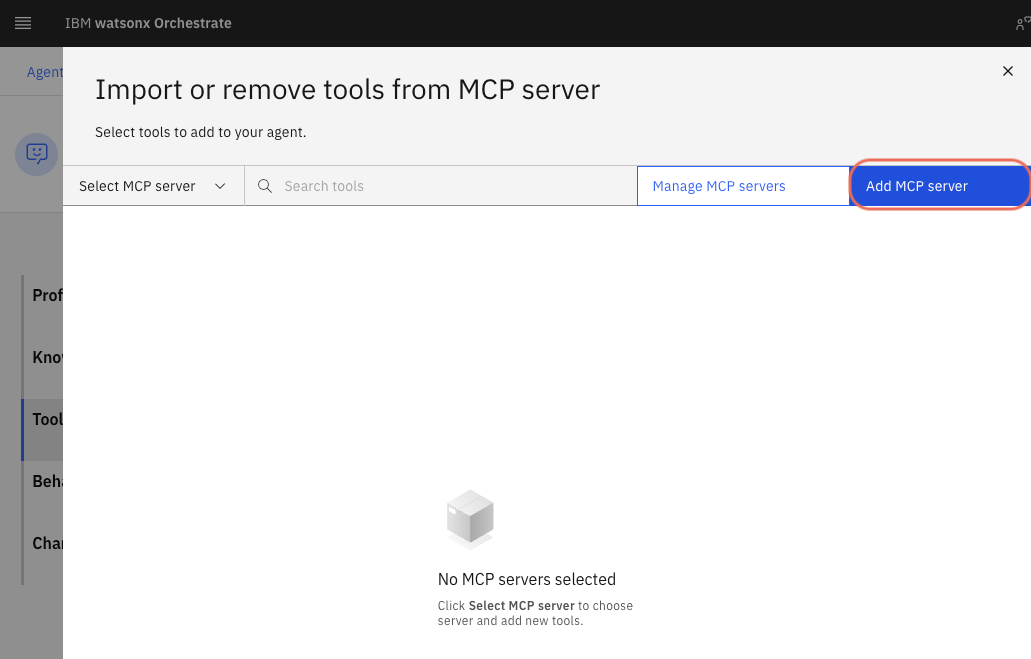 IBM watsonx Orchestrate
Agent
Import or remove tools from MCP server
Select tools to add to your agent.
Select MCP server
Search tools
Manage MCP servers
Add MCP server
Prof
Know
Tool
Beha
Char
No MCP servers selected
Click Select MCP server to choose
server and add new tools.